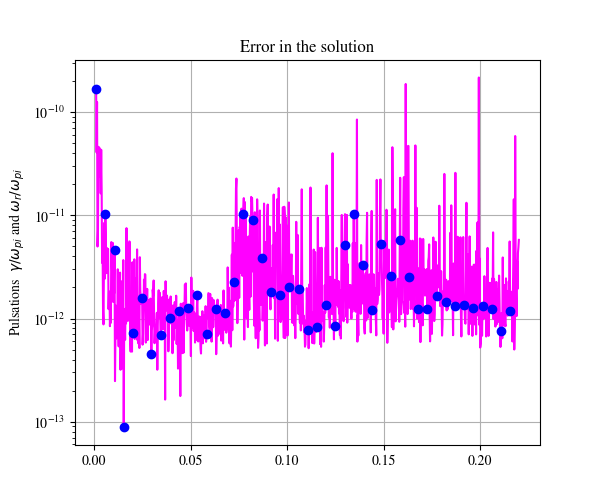 Error in the solution
Pulsations γ/ω_pi and ω_r/ω_pi
10^−10
10^−11
10^−12
10^−13
0.00 0.05 0.10 0.15 0.20